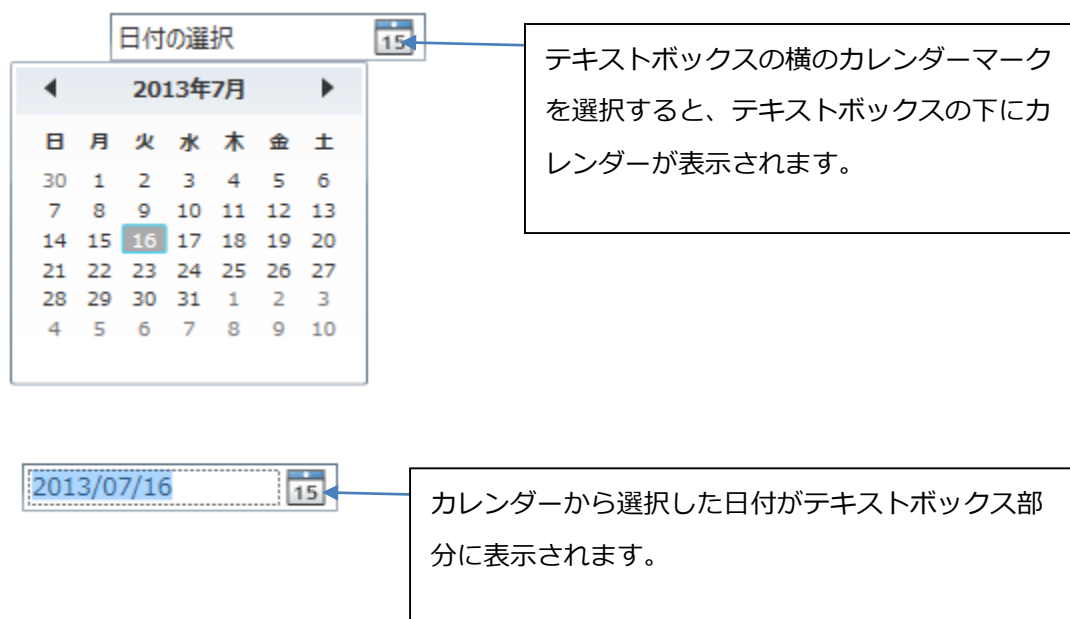 日付の選択
15
テキストボックスの横のカレンダーマーク
を選択すると、テキストボックスの下にカ
レンダーが表示されます。
2013年7月
日 月 火 水 木 金 土
30 1 2 3 4 5 6
7 8 9 10 11 12 13
14 15 16 17 18 19 20
21 22 23 24 25 26 27
28 29 30 31 1 2 3
4 5 6 7 8 9 10
2013/07/16
15
カレンダーから選択した日付がテキストボックス部
分に表示されます。